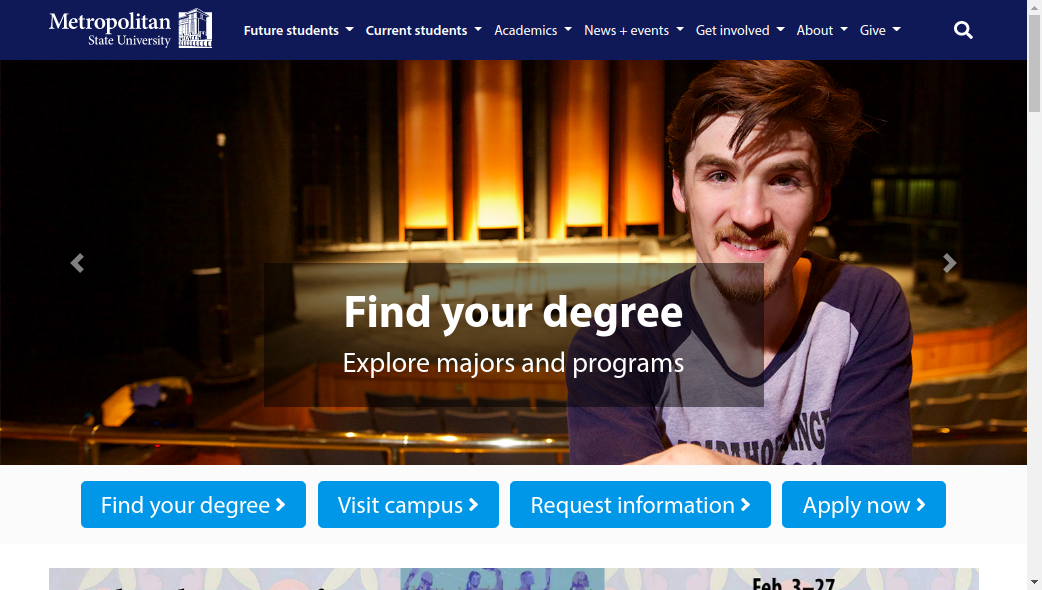 Metropolitan
State University
Future students
Current students
Academics
News + events
Get involved
About
Give
Find your degree
Explore majors and programs
Find your degree
Visit campus
Request information
Apply now
Feb. 3–27